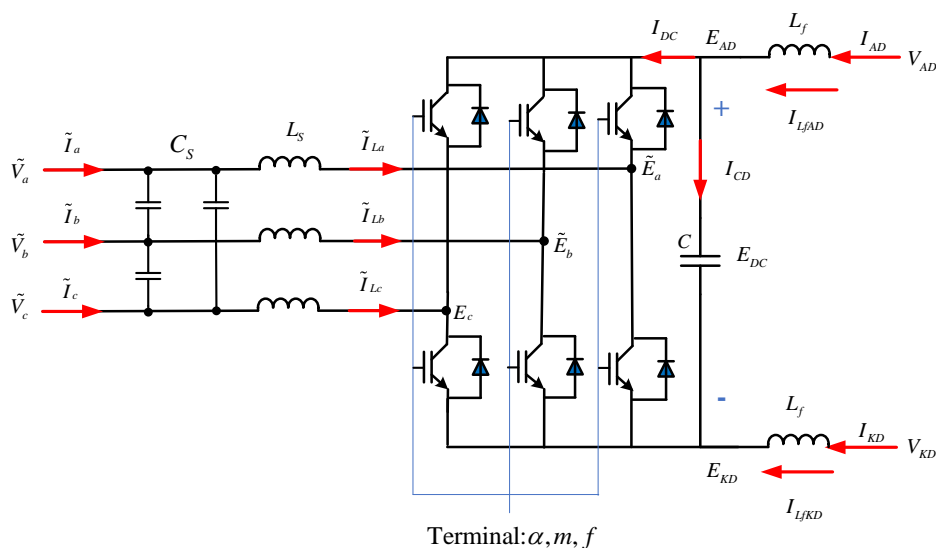 I_DC E_AD L_f I_AD V_AD
I_LfAD
+
Ĩ_a C_S L_S Ĩ_La
Ṽ_a Ẽ_a I_CD
Ĩ_b Ĩ_Lb
Ṽ_b Ẽ_b C E_DC
Ĩ_c Ĩ_Lc
Ṽ_c E_c
-
L_f I_KD
E_KD V_KD
I_LfKD
Terminal:α,m,f